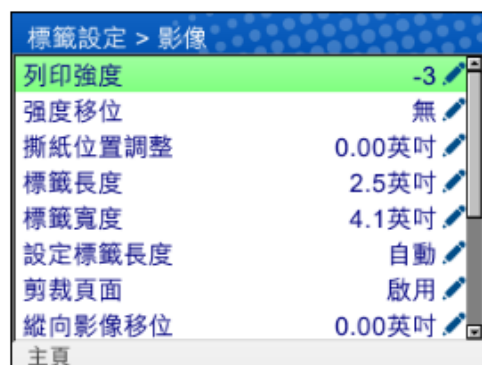 標籤設定 > 影像
列印強度 -3
强度移位 無
撕紙位置調整 0.00英吋
標籤長度 2.5英吋
標籤寬度 4.1英吋
設定標籤長度 自動
剪裁頁面 啟用
縱向影像移位 0.00英吋
主頁